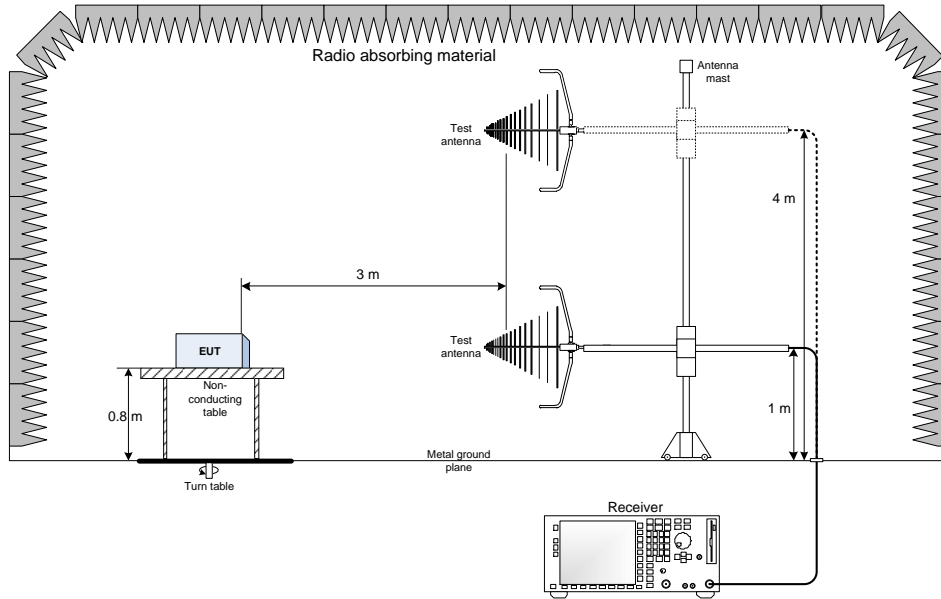 Radio absorbing material
Antenna
mast
Test
antenna
4 m
3 m
Test
antenna
EUT
Non-
conducting
table
0.8 m
1 m
Metal ground
plane
Turn table
Receiver